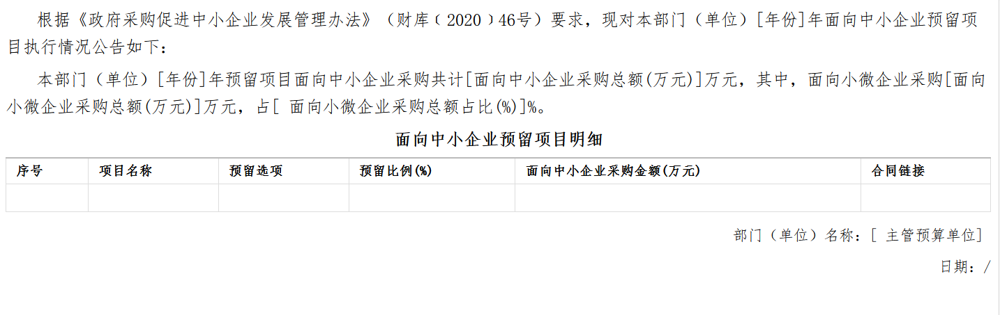 根据《政府采购促进中小企业发展管理办法》（财库﹝2020﹞46号）要求，现对本部门（单位）[年份]年面向中小企业预留项
目执行情况公告如下：
本部门（单位）[年份]年预留项目面向中小企业采购共计[面向中小企业采购总额(万元)]万元，其中，面向小微企业采购[面向
小微企业采购总额(万元)]万元，占[ 面向小微企业采购总额占比(%)]%。
面向中小企业预留项目明细
序号 项目名称 预留选项 预留比例(%) 面向中小企业采购金额(万元) 合同链接
部门（单位）名称：[ 主管预算单位]
日期：/